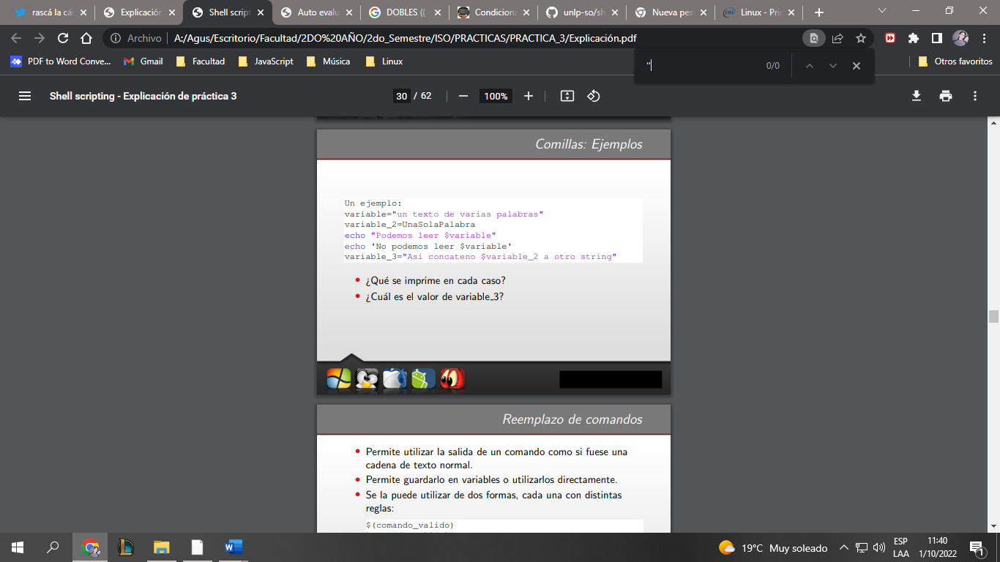 rascá la cás
Explicación
Shell script
Auto evalu
DOBLES ((
Condiciona
unlp-so/sh
Nueva pes
Linux - Prin
Archivo | A:/Agus/Escritorio/Facultad/2DO%20AÑO/2do_Semestre/ISO/PRACTICAS/PRACTICA_3/Explicación.pdf
PDF to Word Conve...
Gmail
Facultad
JavaScript
Música
Linux
"
0/0
Otros favoritos
Shell scripting - Explicación de práctica 3
30 / 62
100%
Comillas: Ejemplos
Un ejemplo:
variable="un texto de varias palabras"
variable_2=UnaSolaPalabra
echo "Podemos leer $variable"
echo 'No podemos leer $variable'
variable_3="Asi concateno $variable_2 a otro string"
• ¿Qué se imprime en cada caso?
• ¿Cuál es el valor de variable_3?
Reemplazo de comandos
• Permite utilizar la salida de un comando como si fuese una
cadena de texto normal.
• Permite guardarlo en variables o utilizarlos directamente.
• Se la puede utilizar de dos formas, cada una con distintas
reglas:
$(comando_valido)
19°C Muy soleado
ESP
LAA
11:40
1/10/2022
1